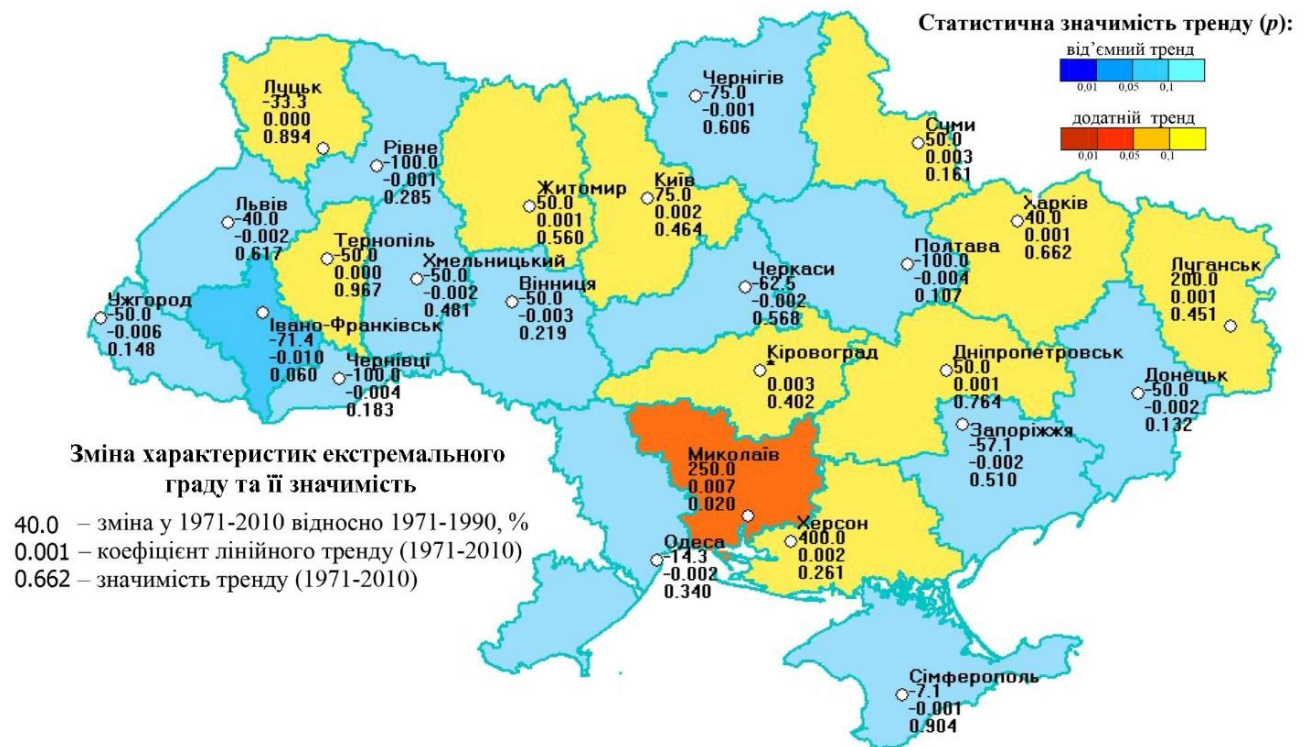 Статистична значимість тренду (p):
від`ємний тренд
0,01 0,05 0,1
додатній тренд
0,01 0,05 0,1
Луцьк
-33.3
0.000
0.894
Рівне
-100.0
-0.001
0.285
Житомир
50.0
0.001
0.560
Київ
75.0
0.002
0.464
Чернігів
-75.0
-0.001
0.606
Суми
50.0
0.003
0.161
Львів
-40.0
-0.002
0.617
Тернопіль
-50.0
0.000
0.967
Хмельницький
-50.0
-0.002
0.481
Вінниця
-50.0
-0.003
0.219
Черкаси
-62.5
-0.002
0.568
Полтава
-100.0
-0.004
0.107
Харків
40.0
0.001
0.662
Луганськ
200.0
0.001
0.451
Ужгород
-50.0
-0.006
0.148
Івано-Франківськ
-71.4
-0.010
0.060
Чернівці
-100.0
-0.004
0.183
Кіровоград
0.003
0.402
Дніпропетровськ
50.0
0.001
0.764
Донецьк
-50.0
-0.002
0.132
Запоріжжя
-57.1
-0.002
0.510
Миколаїв
250.0
0.007
0.020
Херсон
400.0
0.002
0.261
Одеса
-14.3
-0.002
0.340
Сімферополь
-7.1
-0.001
0.904
Зміна характеристик екстремального
граду та її значимість
40.0 – зміна у 1971-2010 відносно 1971-1990, %
0.001 – коефіцієнт лінійного тренду (1971-2010)
0.662 – значимість тренду (1971-2010)